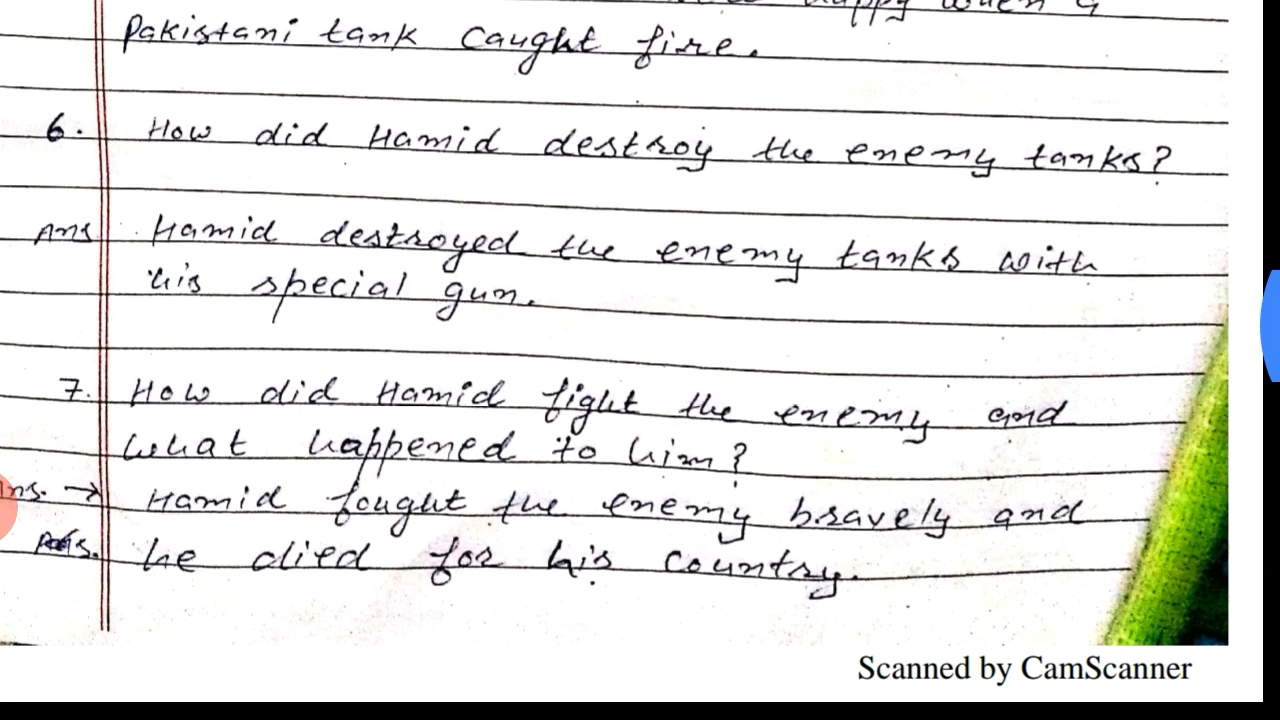 happy when a
Pakistani tank caught fire.
6. How did Hamid destroy the enemy tanks?
Ans Hamid destroyed the enemy tanks with
his special gun.
7. How did Hamid fight the enemy and
what happened to him?
Ans. → Hamid fought the enemy bravely and
he died for his country.
Scanned by CamScanner